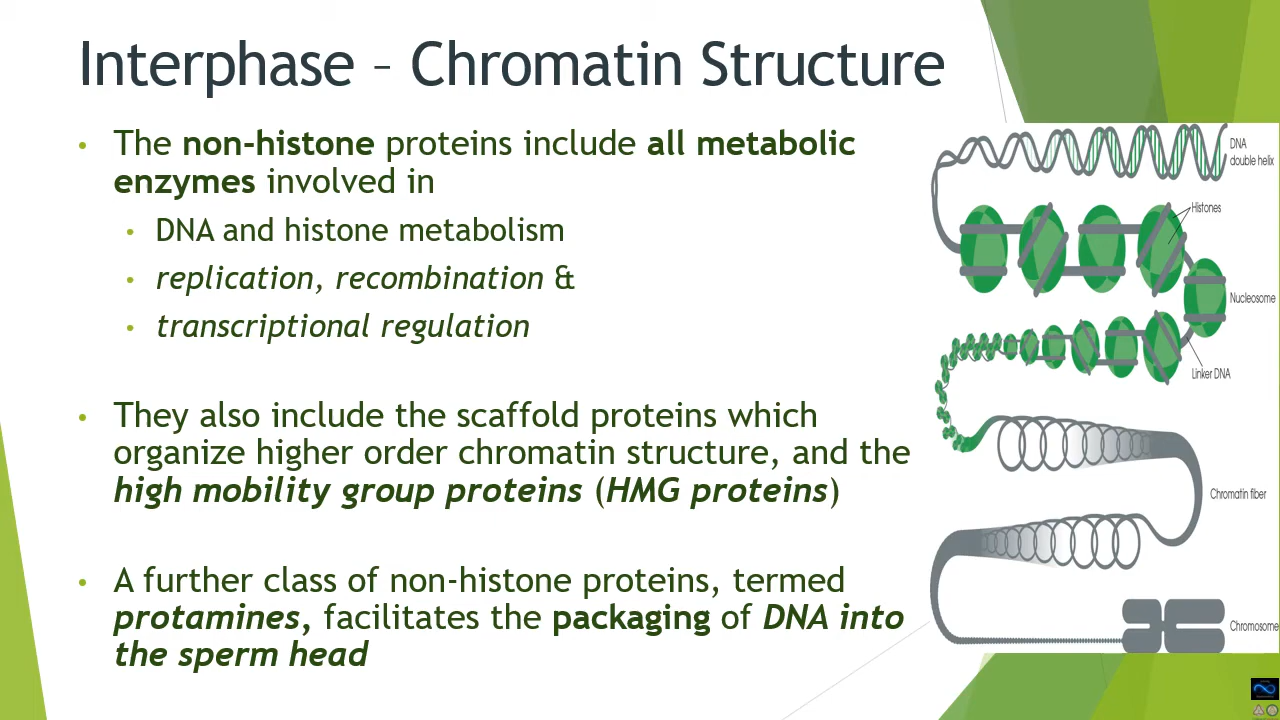 Interphase – Chromatin Structure
• The non-histone proteins include all metabolic
enzymes involved in
• DNA and histone metabolism
• replication, recombination &
• transcriptional regulation
• They also include the scaffold proteins which
organize higher order chromatin structure, and the
high mobility group proteins (HMG proteins)
• A further class of non-histone proteins, termed
protamines, facilitates the packaging of DNA into
the sperm head
DNA
double helix
Histones
Nucleosome
Linker DNA
Chromatin fiber
Chromosome